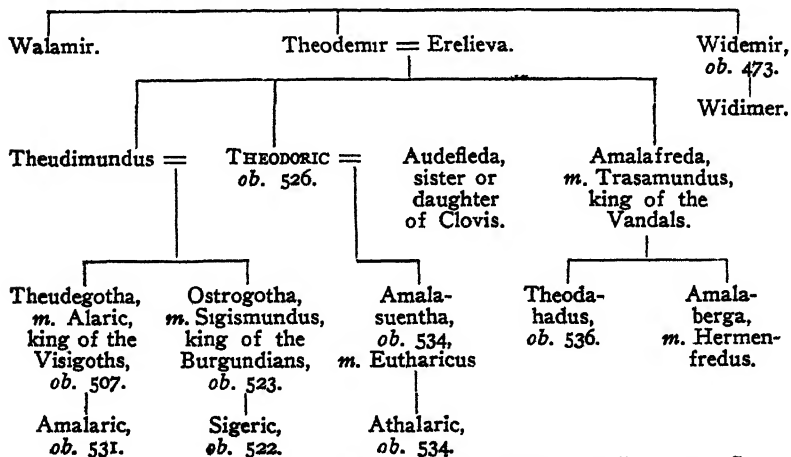 Walamir. Theodemir = Erelieva. Widemir,
ob. 473.
Widimer.
Theudimundus = THEODORIC = Audefleda, Amalafreda,
ob. 526. sister or m. Trasamundus,
daughter king of the
of Clovis. Vandals.
Theudegotha, Ostrogotha, Amala- Theoda- Amala-
m. Alaric, m. Sigismundus, suentha, hadus, berga,
king of the king of the ob. 534, ob. 536. m. Hermen-
Visigoths, Burgundians, m. Eutharicus fredus.
ob. 507. ob. 523.
Amalaric, Sigeric, Athalaric,
ob. 531. ob. 522. ob. 534.